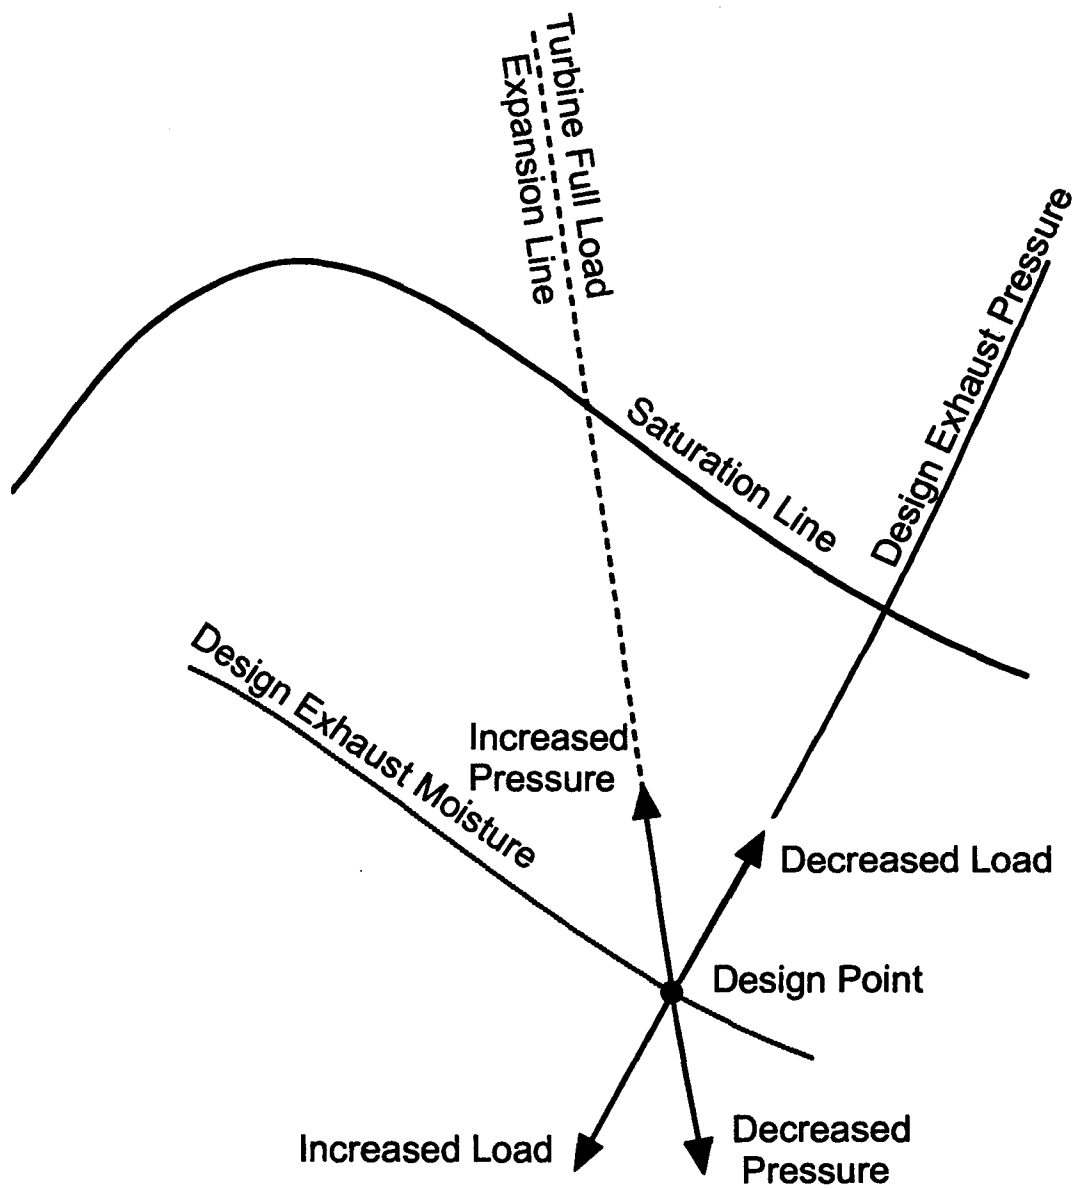 Turbine Full Load
Expansion Line
Design Exhaust Pressure
Saturation Line
Design Exhaust Moisture
Increased
Pressure
Decreased Load
Design Point
Increased Load
Decreased
Pressure